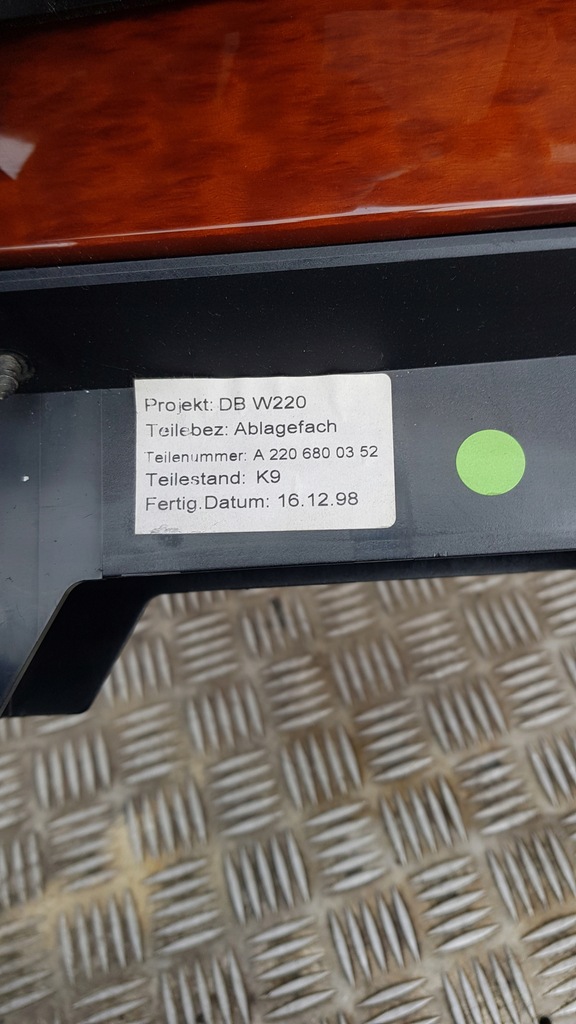 Projekt: DB W220
Teilebez: Ablagefach
Teilenummer: A 220 680 03 52
Teilestand: K9
Fertig.Datum: 16.12.98